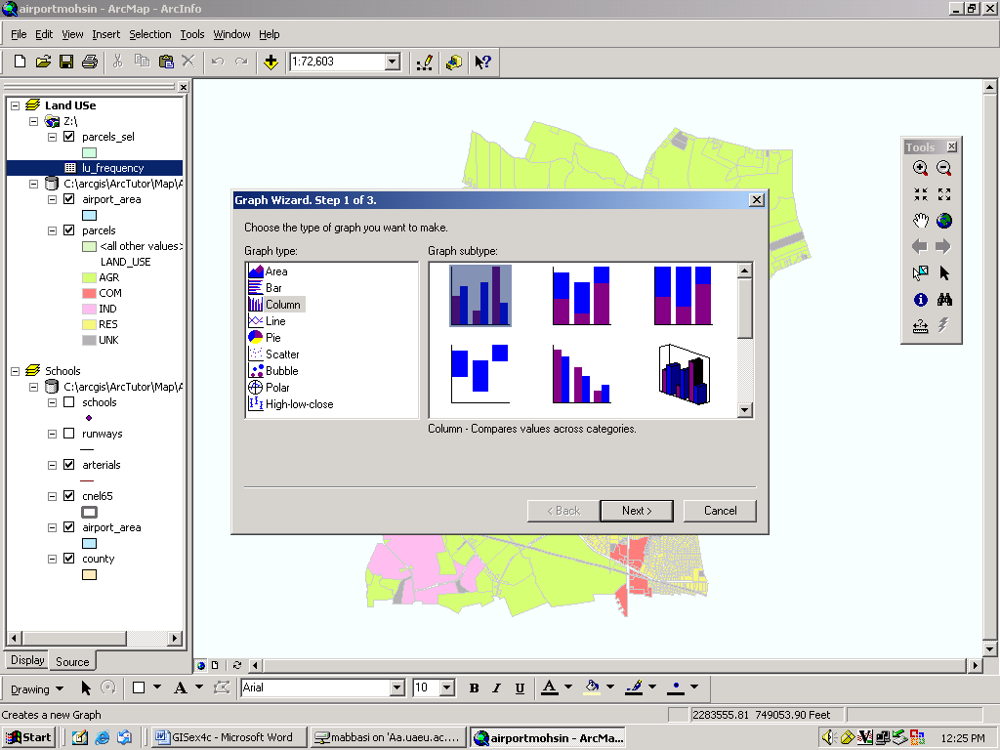 airportmohsin - ArcMap - ArcInfo
File Edit View Insert Selection Tools Window Help
1:72,603
Land USe
Z:\
parcels_sel
lu_frequency
C:\arcgis\ArcTutor\Map\A
airport_area
parcels
<all other values>
LAND_USE
AGR
COM
IND
RES
UNK
Schools
C:\arcgis\ArcTutor\Map\A
schools
runways
arterials
cnel65
airport_area
county
Display Source
Tools
Graph Wizard. Step 1 of 3.
Choose the type of graph you want to make.
Graph type:
Area
Bar
Column
Line
Pie
Scatter
Bubble
Polar
High-low-close
Graph subtype:
Column - Compares values across categories.
< Back Next > Cancel
Drawing A Arial 10 B I U A
Creates a new Graph
2283555.81 749053.90 Feet
Start GISex4c - Microsoft Word mabbasi on 'Aa.uaeu.ac.... airportmohsin - ArcMa... 12:25 PM